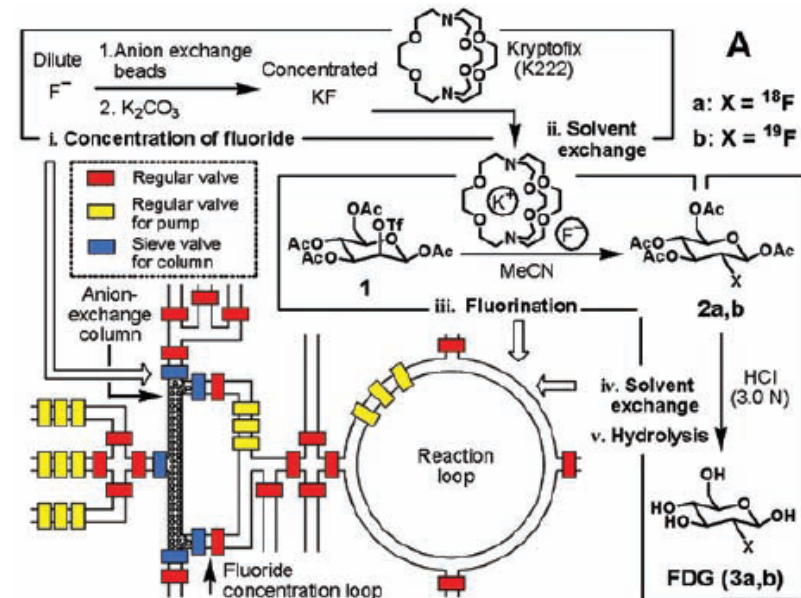 A
Dilute
F⁻
1.Anion exchange
beads
2. K₂CO₃
Concentrated
KF
N
O O
O O
O O
N
Kryptofix
(K222)
a: X = ¹⁸F
b: X = ¹⁹F
i. Concentration of fluoride
ii. Solvent
exchange
Regular valve
Regular valve
for pump
Sieve valve
for column
OAc
OTf
AcO
AcO
O
Ac
1
N
O O
O O
K⁺
O O
N
F⁻
MeCN
OAc
AcO
AcO
O
O Ac
X
2a,b
iii. Fluorination
Anion-
exchange
column
HCl
(3.0 N)
iv. Solvent
exchange
v. Hydrolysis
Reaction
loop
OH
HO
HO
O
OH
X
FDG (3a,b)
Fluoride
concentration loop